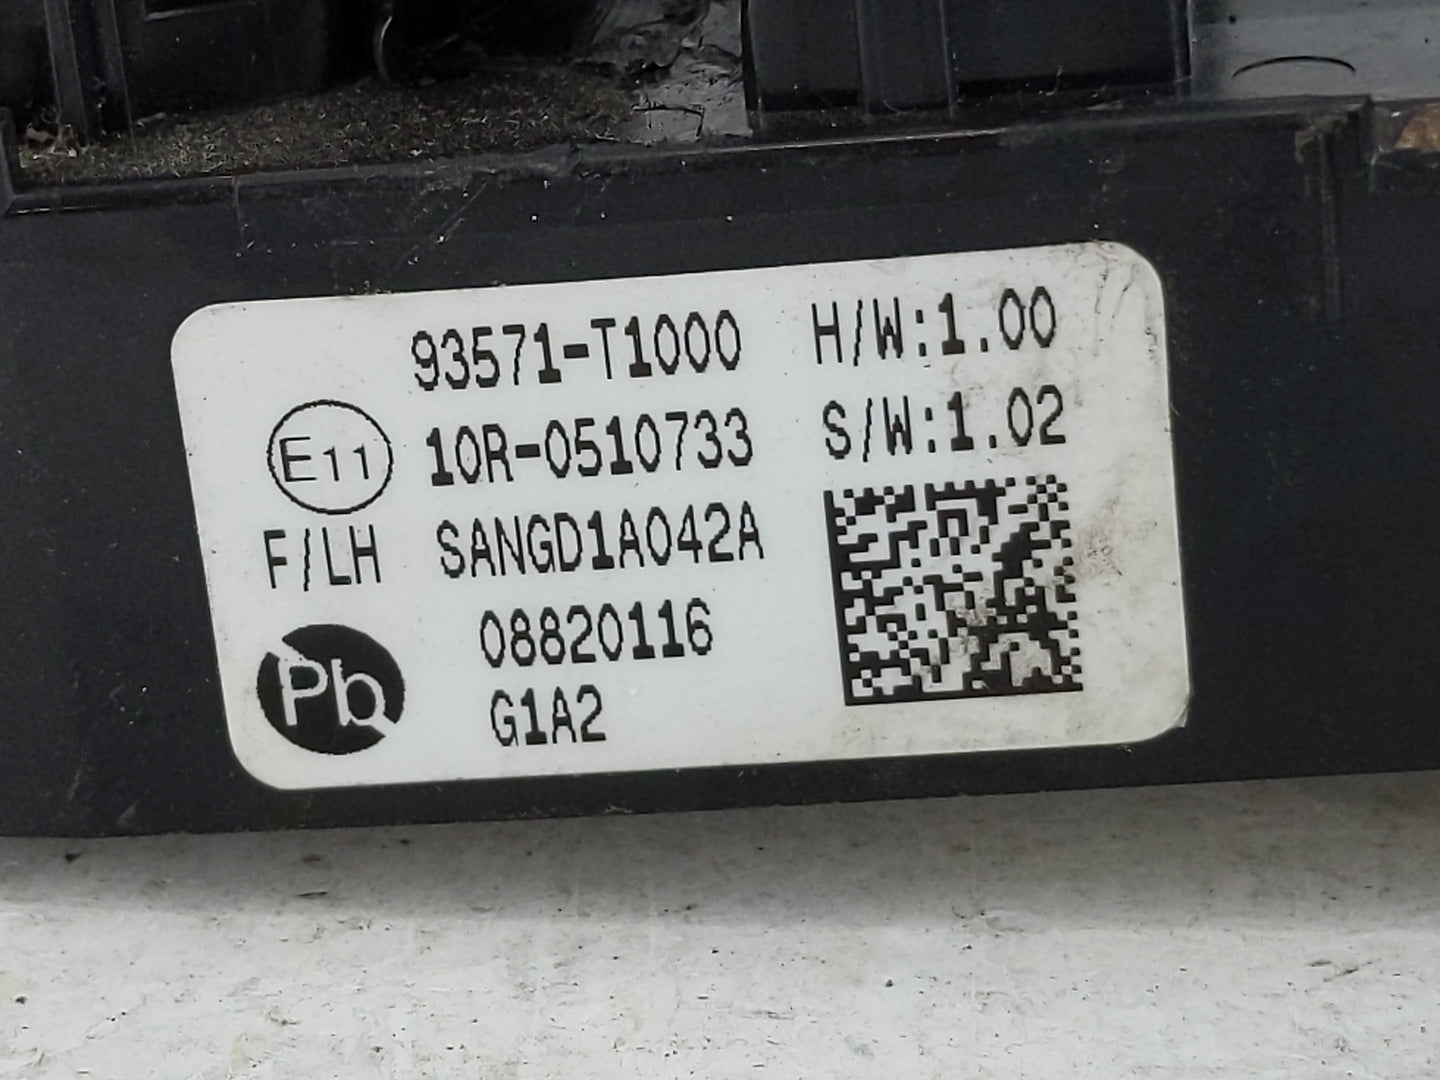 93571-T1000 H/W:1.00
E11 10R-0510733 S/W:1.02
F/LH SANGD1A042A
08820116
Pb G1A2